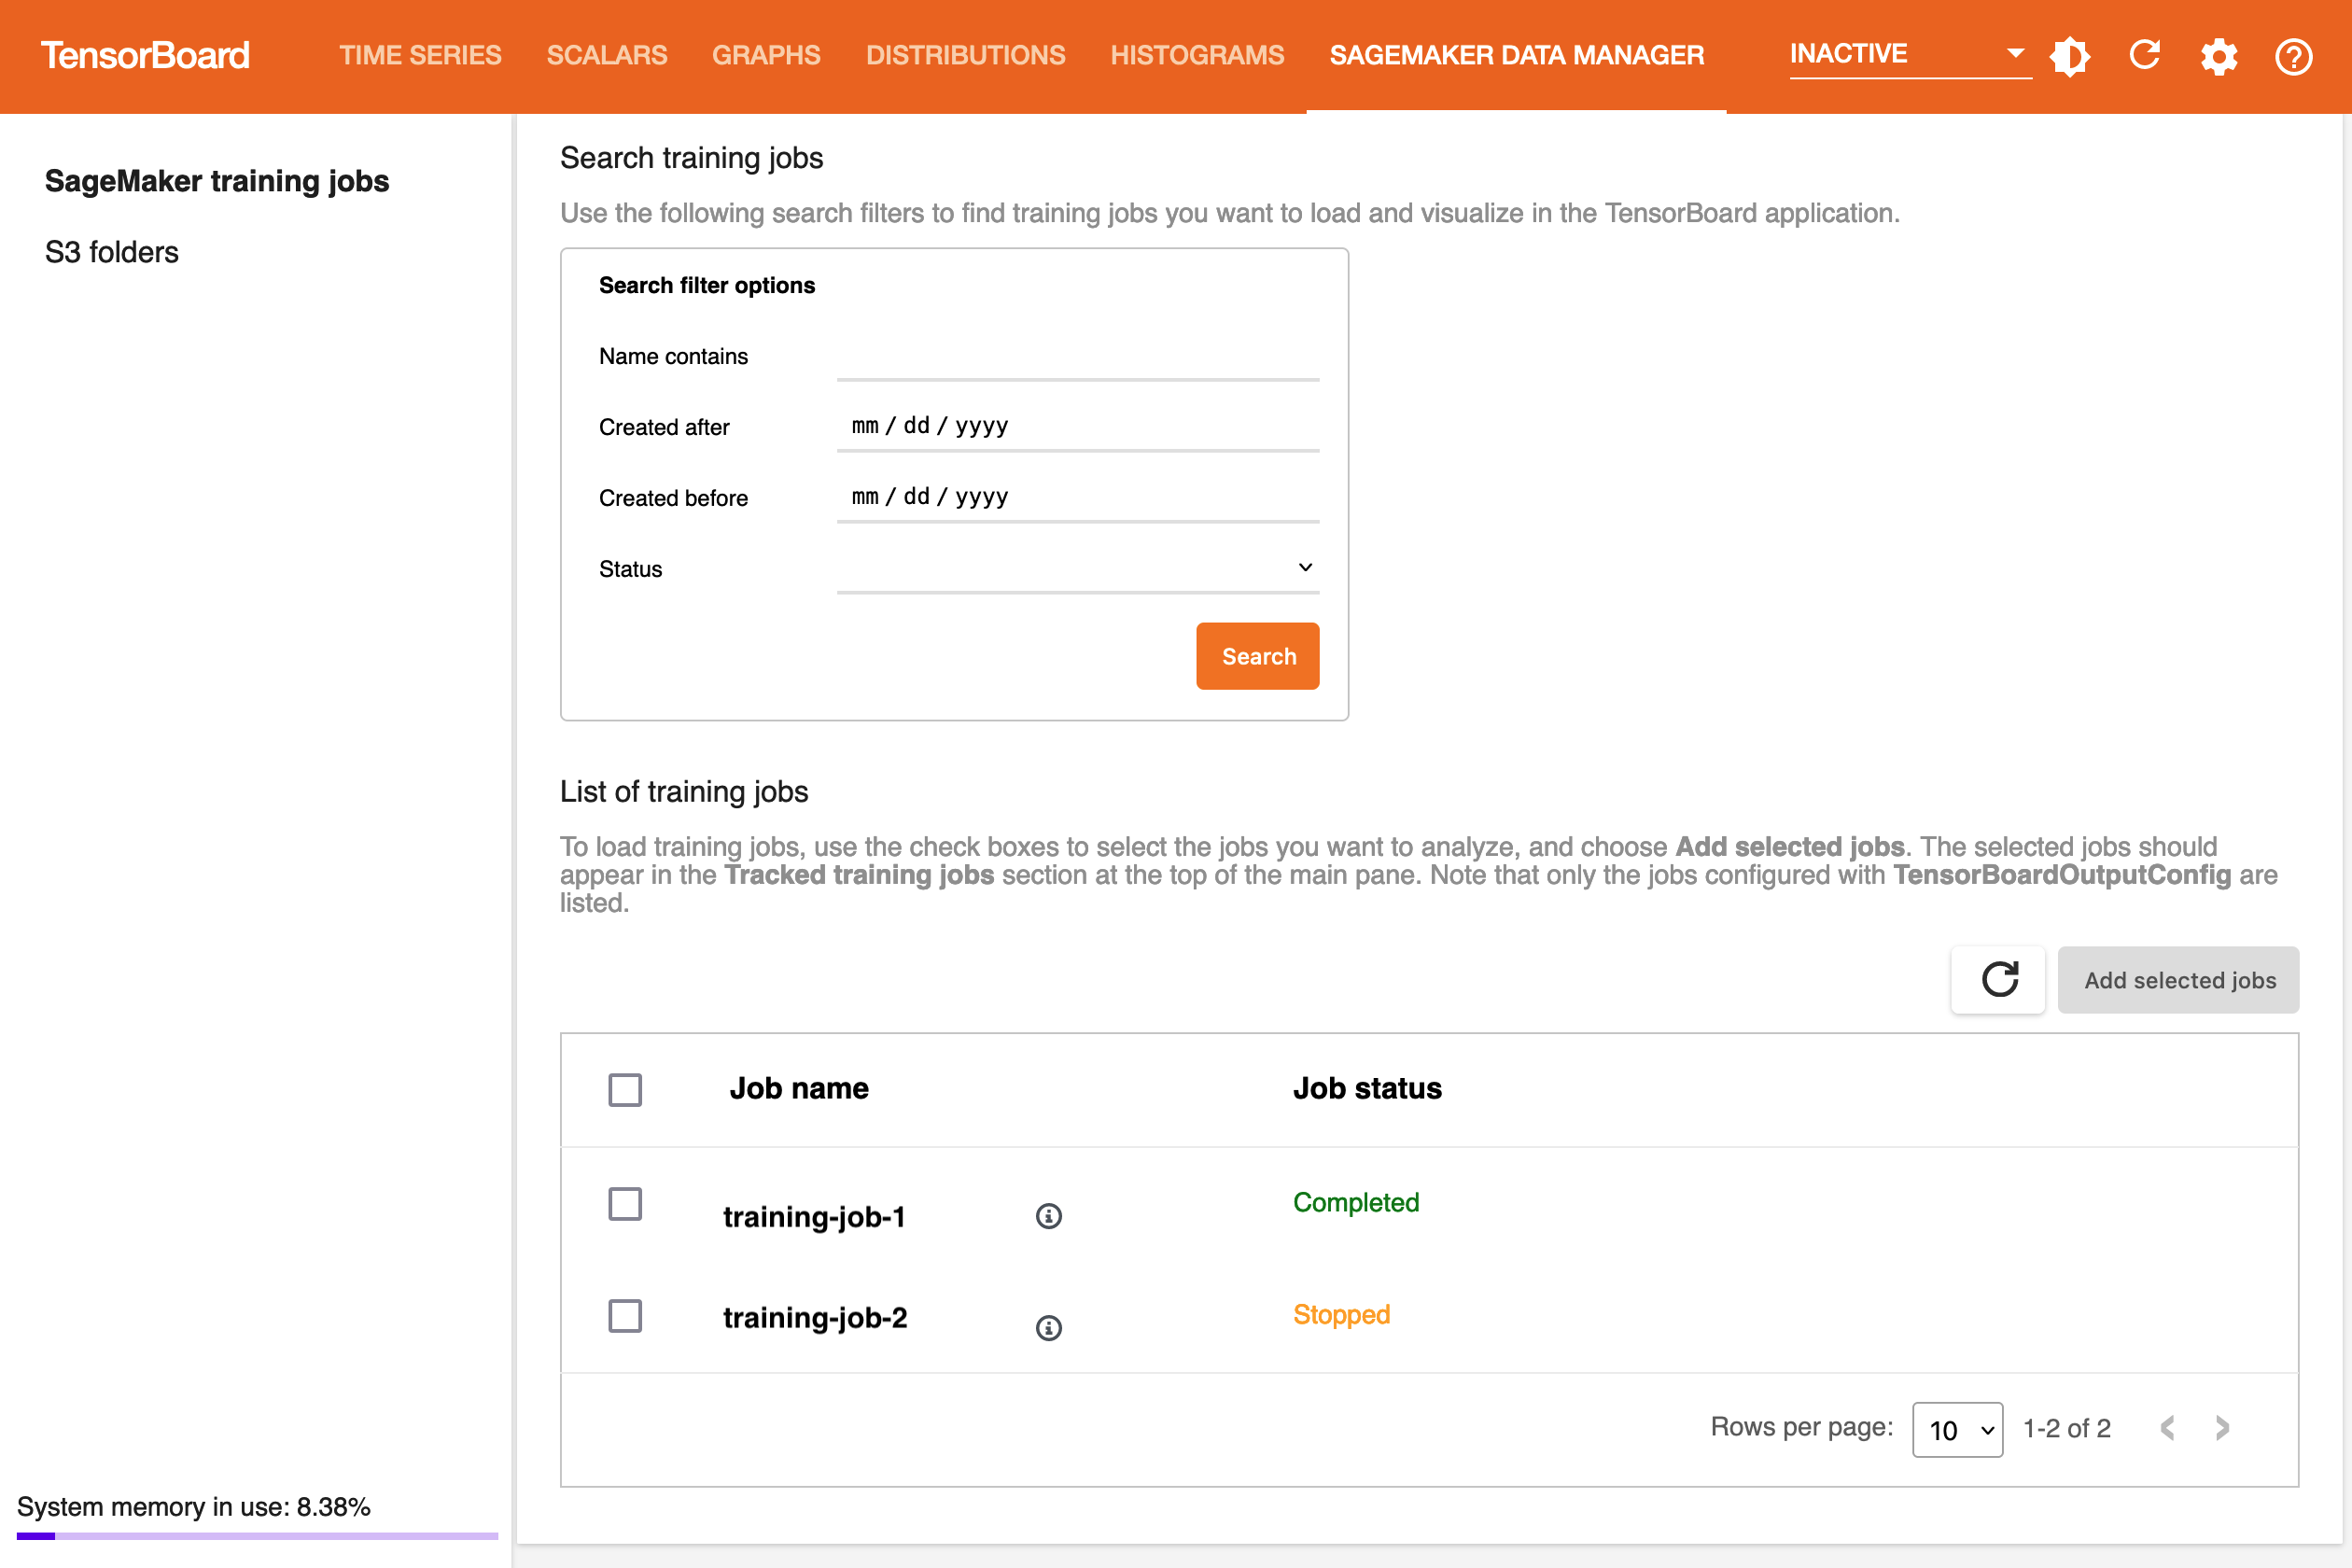 TensorBoard
TIME SERIES
SCALARS
GRAPHS
DISTRIBUTIONS
HISTOGRAMS
SAGEMAKER DATA MANAGER
INACTIVE
SageMaker training jobs
S3 folders
System memory in use: 8.38%
Search training jobs
Use the following search filters to find training jobs you want to load and visualize in the TensorBoard application.
Search filter options
Name contains
Created after mm / dd / yyyy
Created before mm / dd / yyyy
Status
Search
List of training jobs
To load training jobs, use the check boxes to select the jobs you want to analyze, and choose Add selected jobs. The selected jobs should
appear in the Tracked training jobs section at the top of the main pane. Note that only the jobs configured with TensorBoardOutputConfig are
listed.
Add selected jobs
Job name Job status
training-job-1 Completed
training-job-2 Stopped
Rows per page: 10 1-2 of 2